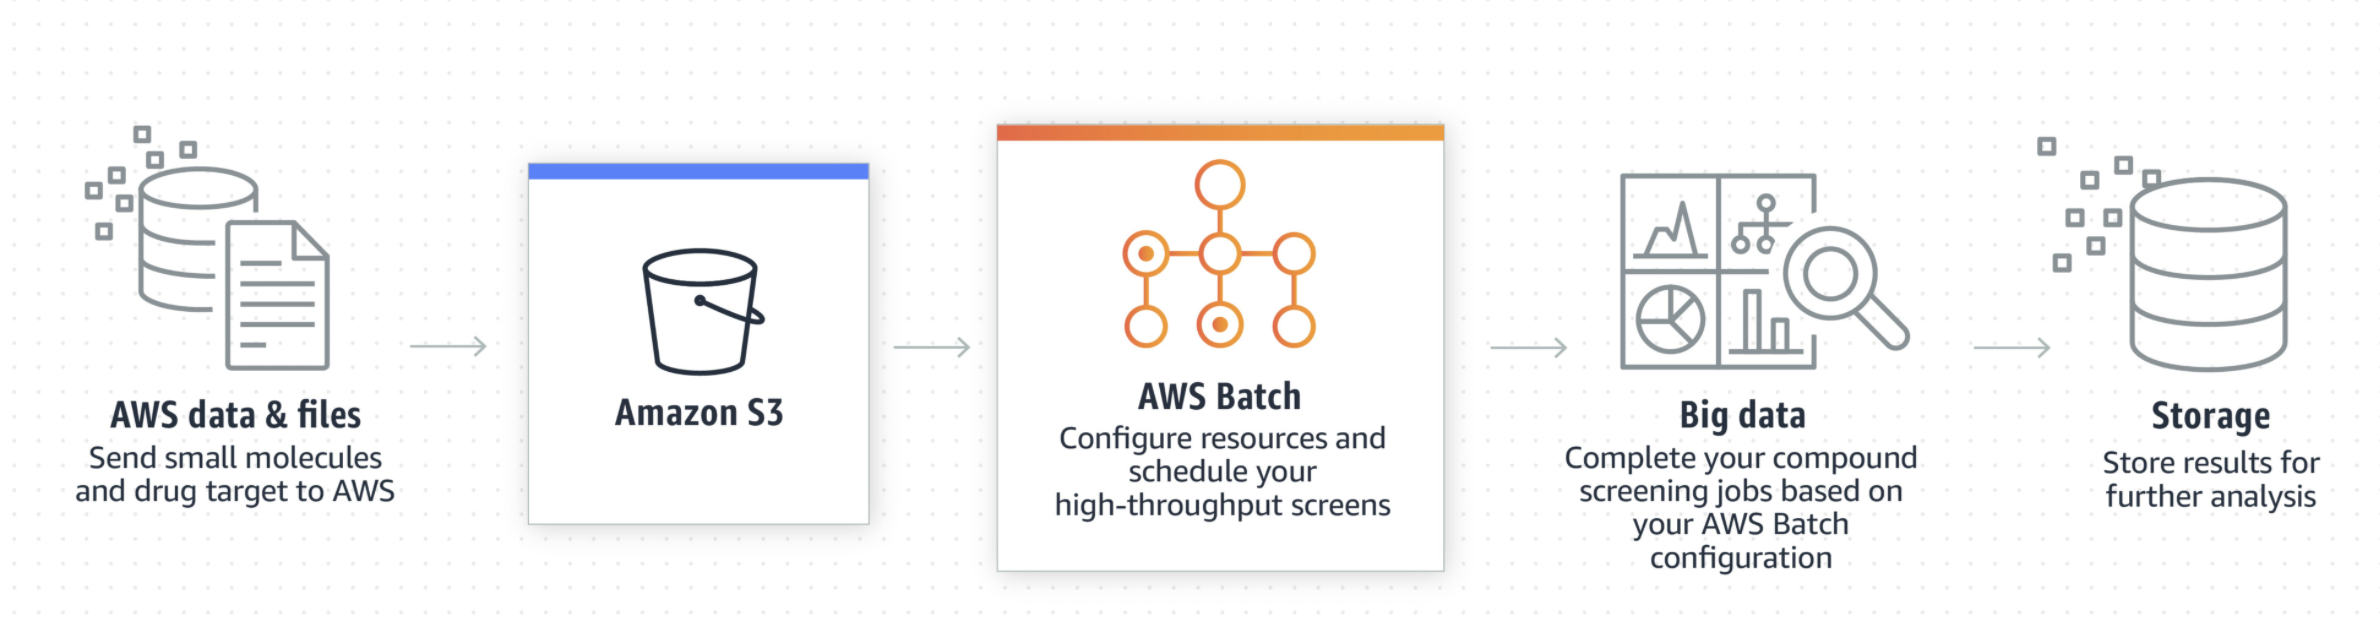 AWS data & files
Send small molecules
and drug target to AWS
Amazon S3
AWS Batch
Configure resources and
schedule your
high-throughput screens
Big data
Complete your compound
screening jobs based on
your AWS Batch
configuration
Storage
Store results for
further analysis